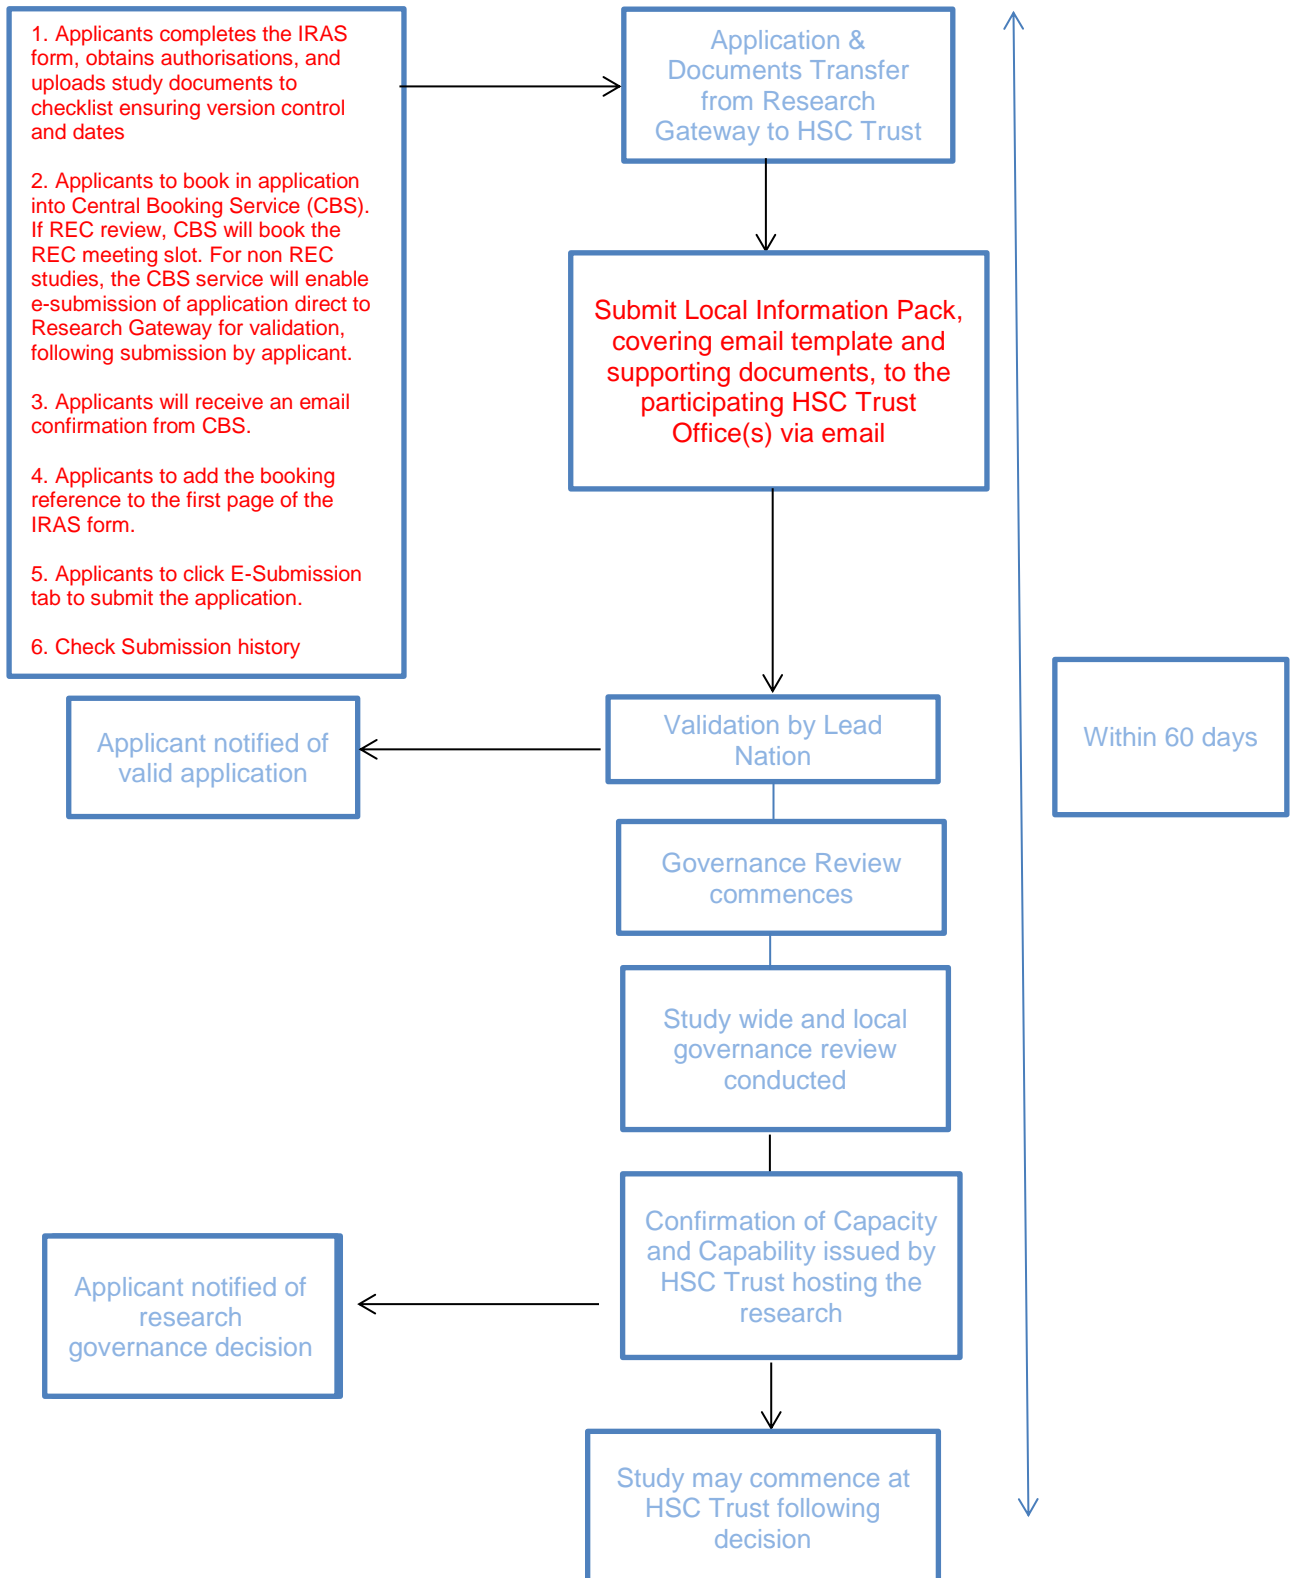 1. Applicants completes the IRAS
form, obtains authorisations, and
uploads study documents to
checklist ensuring version control
and dates
2. Applicants to book in application
into Central Booking Service (CBS).
If REC review, CBS will book the
REC meeting slot. For non REC
studies, the CBS service will enable
e-submission of application direct to
Research Gateway for validation,
following submission by applicant.
3. Applicants will receive an email
confirmation from CBS.
4. Applicants to add the booking
reference to the first page of the
IRAS form.
5. Applicants to click E-Submission
tab to submit the application.
6. Check Submission history
Application &
Documents Transfer
from Research
Gateway to HSC Trust
Submit Local Information Pack,
covering email template and
supporting documents, to the
participating HSC Trust
Office(s) via email
Within 60 days
Validation by Lead
Nation
Applicant notified of
valid application
Governance Review
commences
Study wide and local
governance review
conducted
Confirmation of Capacity
and Capability issued by
HSC Trust hosting the
research
Applicant notified of
research
governance decision
Study may commence at
HSC Trust following
decision